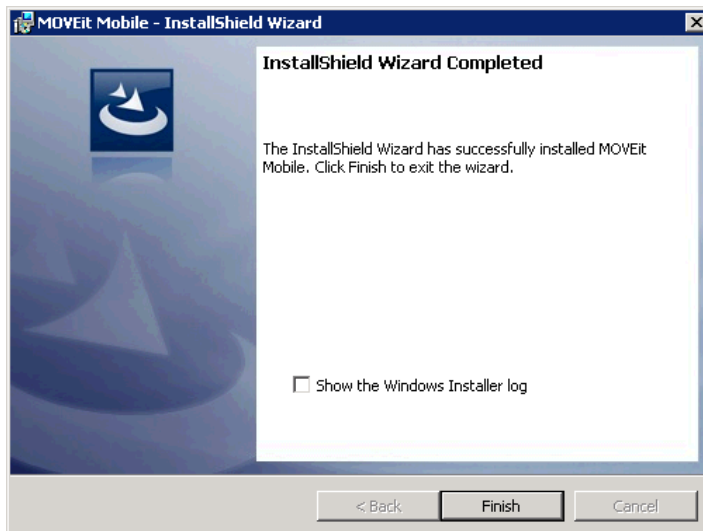 MOVEit Mobile - InstallShield Wizard
InstallShield Wizard Completed
The InstallShield Wizard has successfully installed MOVEit
Mobile. Click Finish to exit the wizard.
Show the Windows Installer log
< Back
Finish
Cancel